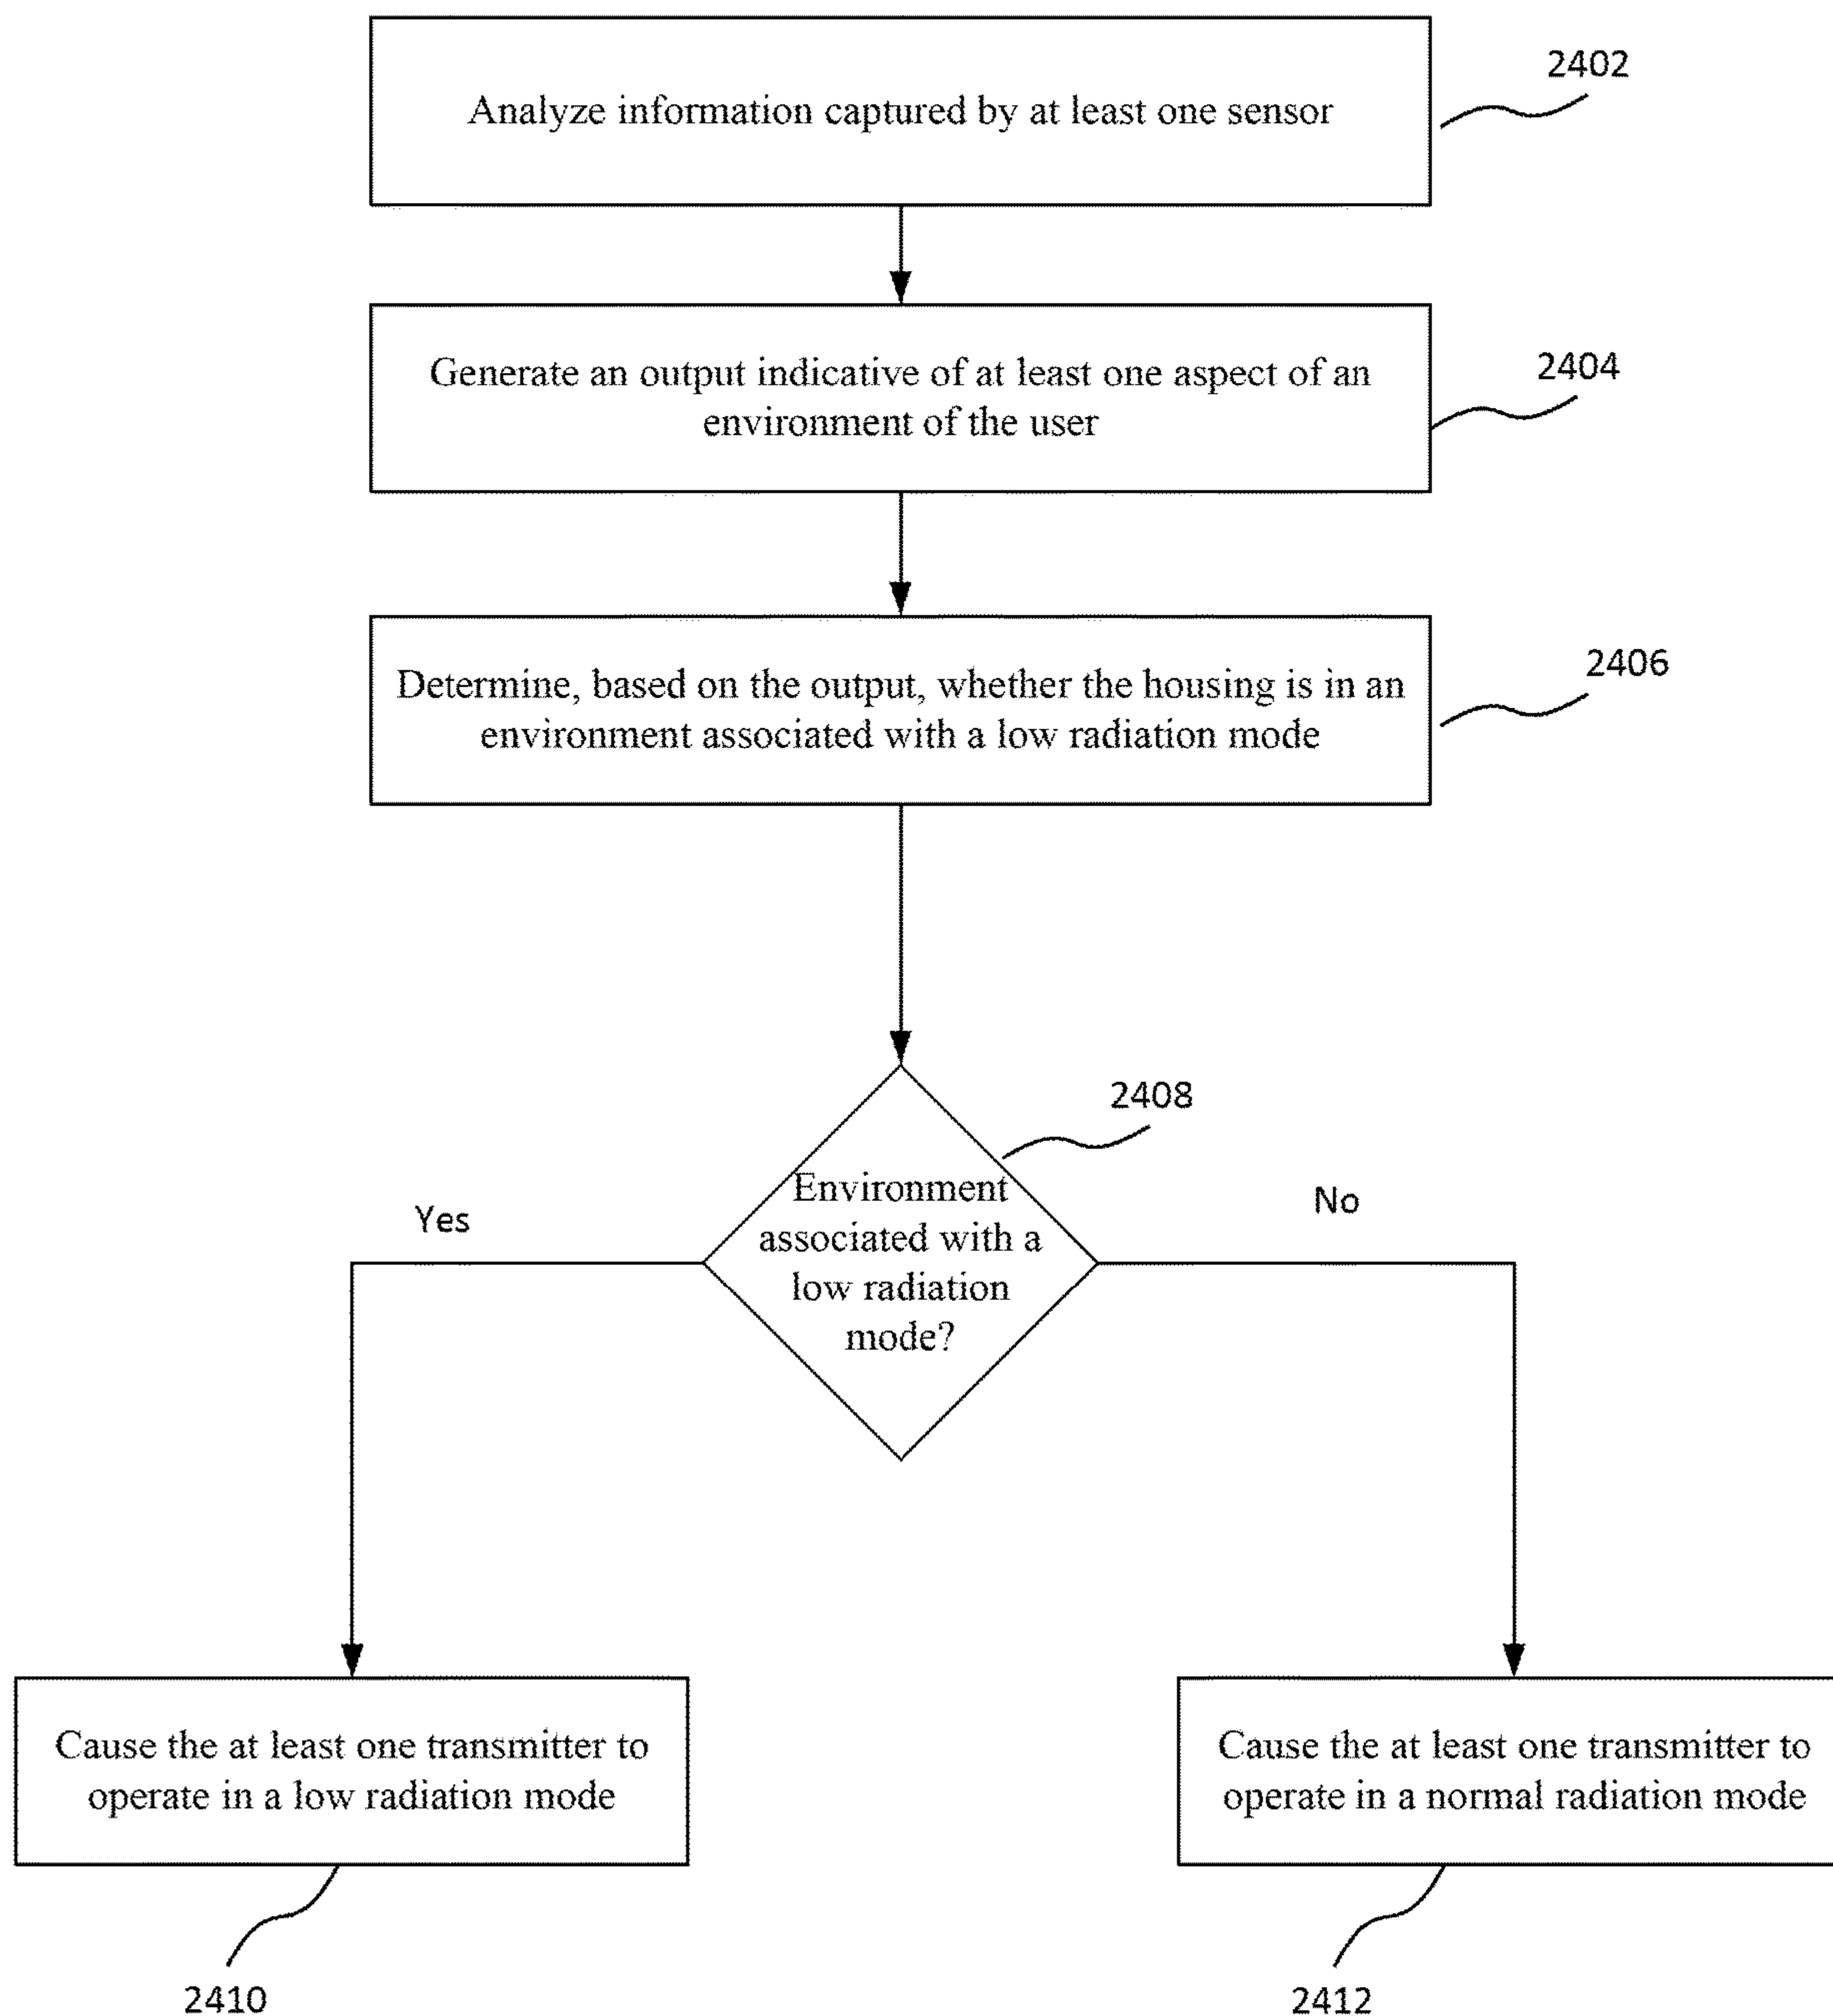 Analyze information captured by at least one sensor
2402
Generate an output indicative of at least one aspect of an
environment of the user
2404
Determine, based on the output, whether the housing is in an
environment associated with a low radiation mode
2406
2408
Environment
associated with a
low radiation
mode?
Yes
No
Cause the at least one transmitter to
operate in a low radiation mode
Cause the at least one transmitter to
operate in a normal radiation mode
2410
2412